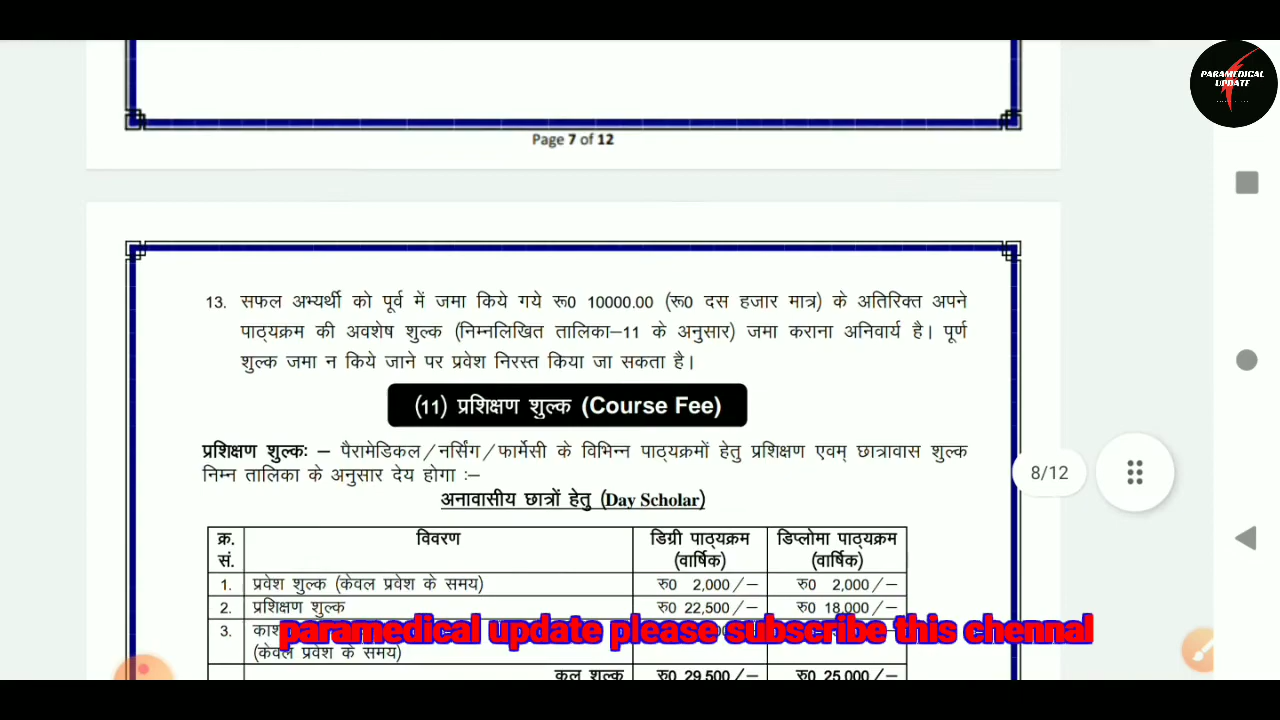 PARAMEDICAL
UPDATE
Page 7 of 12
13. सफल अभ्यर्थी को पूर्व में जमा किये गये रू0 10000.00 (रू0 दस हजार मात्र) के अतिरिक्त अपने
पाठ्यक्रम की अवशेष शुल्क (निम्नलिखित तालिका–11 के अनुसार) जमा कराना अनिवार्य है। पूर्ण
शुल्क जमा न किये जाने पर प्रवेश निरस्त किया जा सकता है।
(11) प्रशिक्षण शुल्क (Course Fee)
प्रशिक्षण शुल्कः – पैरामेडिकल/नर्सिंग/फार्मेसी के विभिन्न पाठ्यक्रमों हेतु प्रशिक्षण एवम् छात्रावास शुल्क
निम्न तालिका के अनुसार देय होगा :–
8/12
अनावासीय छात्रों हेतु (Day Scholar)
क्र. सं. विवरण डिग्री पाठ्यक्रम (वार्षिक) डिप्लोमा पाठ्यक्रम (वार्षिक)
1. प्रवेश शुल्क (केवल प्रवेश के समय) रु0 2,000/– रु0 2,000/–
2. प्रशिक्षण शुल्क रु0 22,500/– रु0 18,000/–
paramedical update please subscribe this chennal
3.
(केवल प्रवेश के समय)
कुल शुल्क रु0 29,500/– रु0 25,000/–